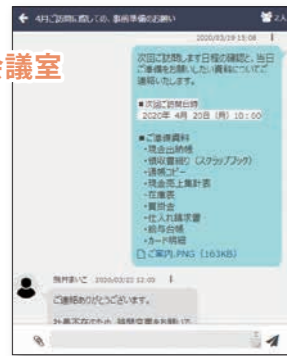 4月ご訪問に際しての、事前準備のお願い
2人
2020/03/19 15:08
会議室
次回ご訪問します日程の確認と、当日
ご準備をお願いしたい資料についてご
連絡いたします。
■次回ご訪問日時
2020年 4月 20日 (月) 10:00
■ご準備資料
・現金出納帳
・領収書綴り（スクラップブック）
・通帳コピー
・現金売上集計表
・在庫表
・買掛金
・仕入れ請求書
・給与台帳
・カード明細
ご案内.PNG (163KB)
2020/03/23 12:03
ご連絡ありがとうございます。